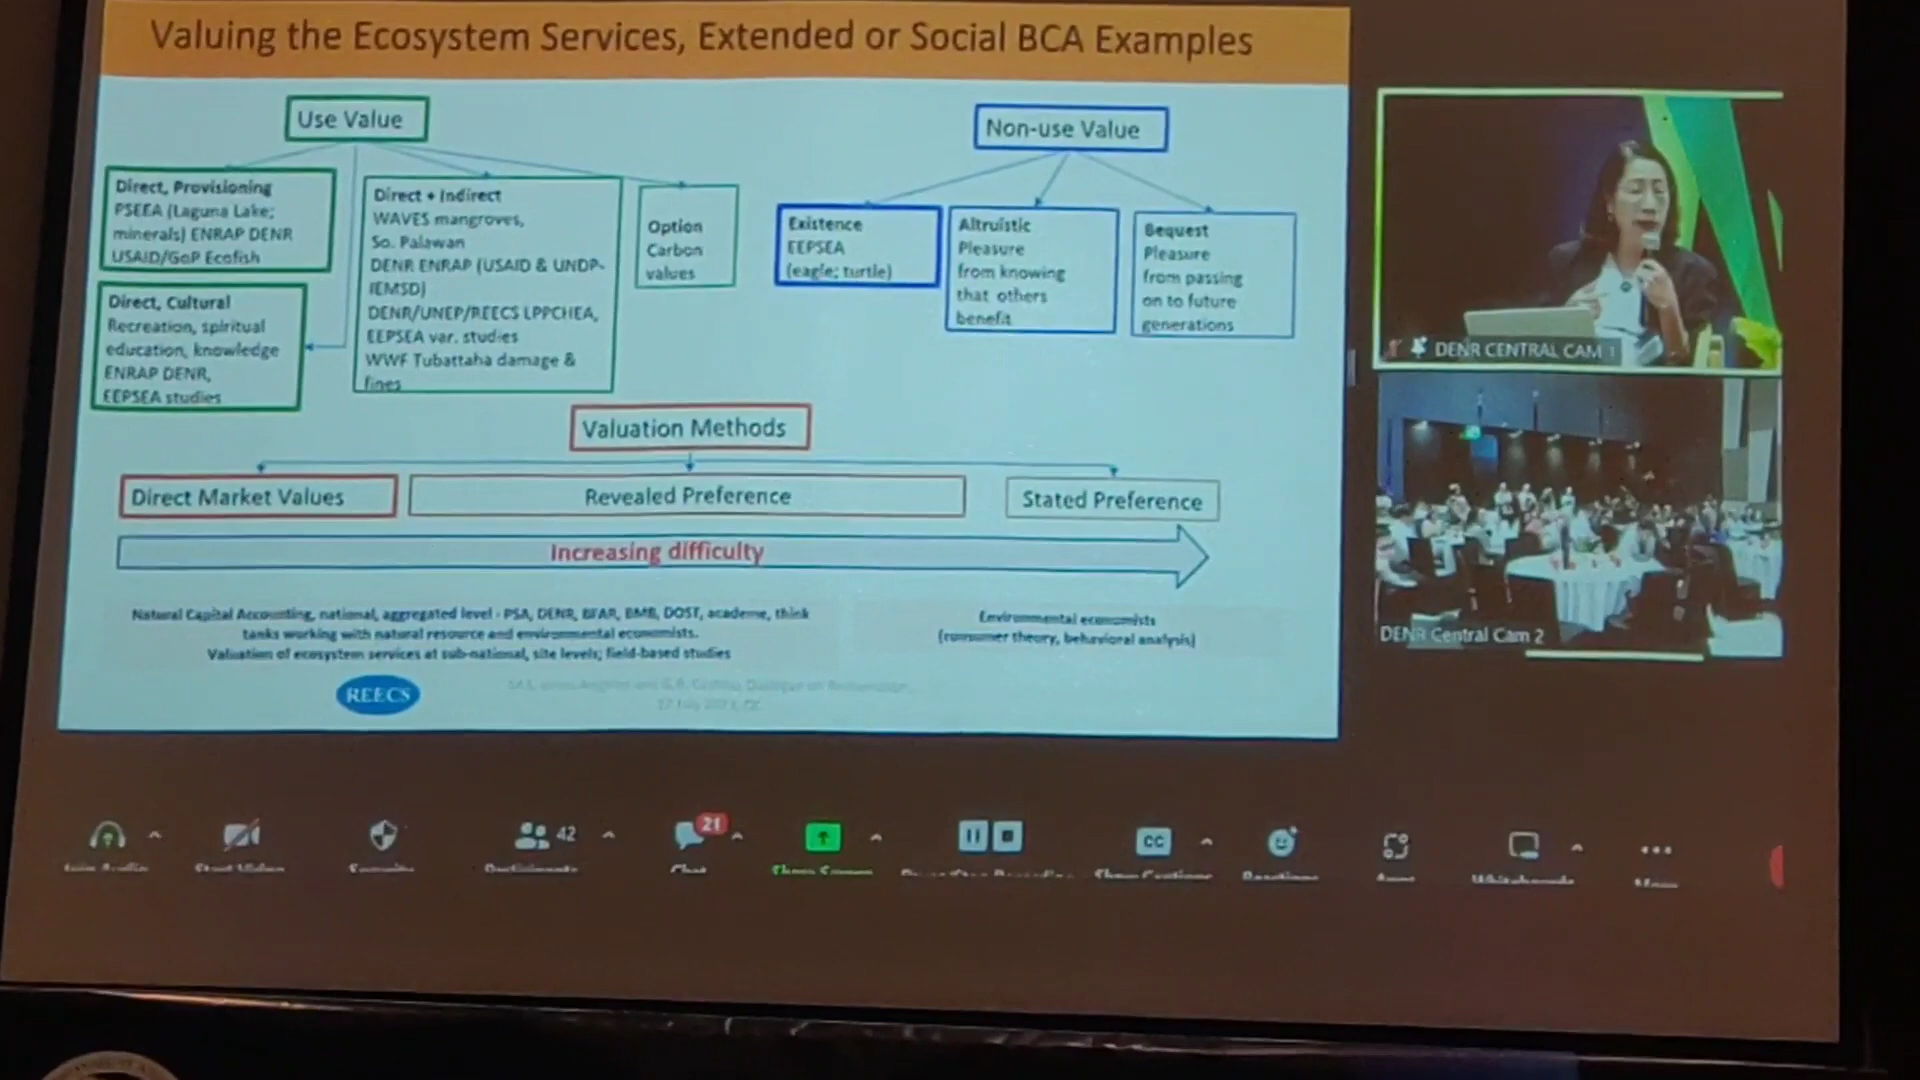 Valuing the Ecosystem Services, Extended or Social BCA Examples
Use Value
Direct, Provisioning
PSEEA (Laguna Lake;
minerals) ENRAP DENR
USAID/GoP Ecofish
Direct, Cultural
Recreation, spiritual
education, knowledge
ENRAP DENR,
EEPSEA studies
Direct + Indirect
WAVES mangroves,
So. Palawan
DENR ENRAP (USAID & UNDP-
IEMSD)
DENR/UNEP/REECS LPPCHEA,
EEPSEA var. studies
WWF Tubattaha damage &
fines
Option
Carbon
values
Non-use Value
Existence
EEPSEA
(eagle; turtle)
Altruistic
Pleasure
from knowing
that others
benefit
Bequest
Pleasure
from passing
on to future
generations
Valuation Methods
Direct Market Values
Revealed Preference
Stated Preference
Increasing difficulty
Natural Capital Accounting, national, aggregated level - PSA, DENR, BFAR, BMB, DOST, academe, think
tanks working with natural resource and environmental economists.
Valuation of ecosystem services at sub-national, site levels; field-based studies
Environmental economists
(consumer theory, behavioral analysis)
REECS
DENR CENTRAL CAM 1
DENR Central Cam 2
42
21
CC